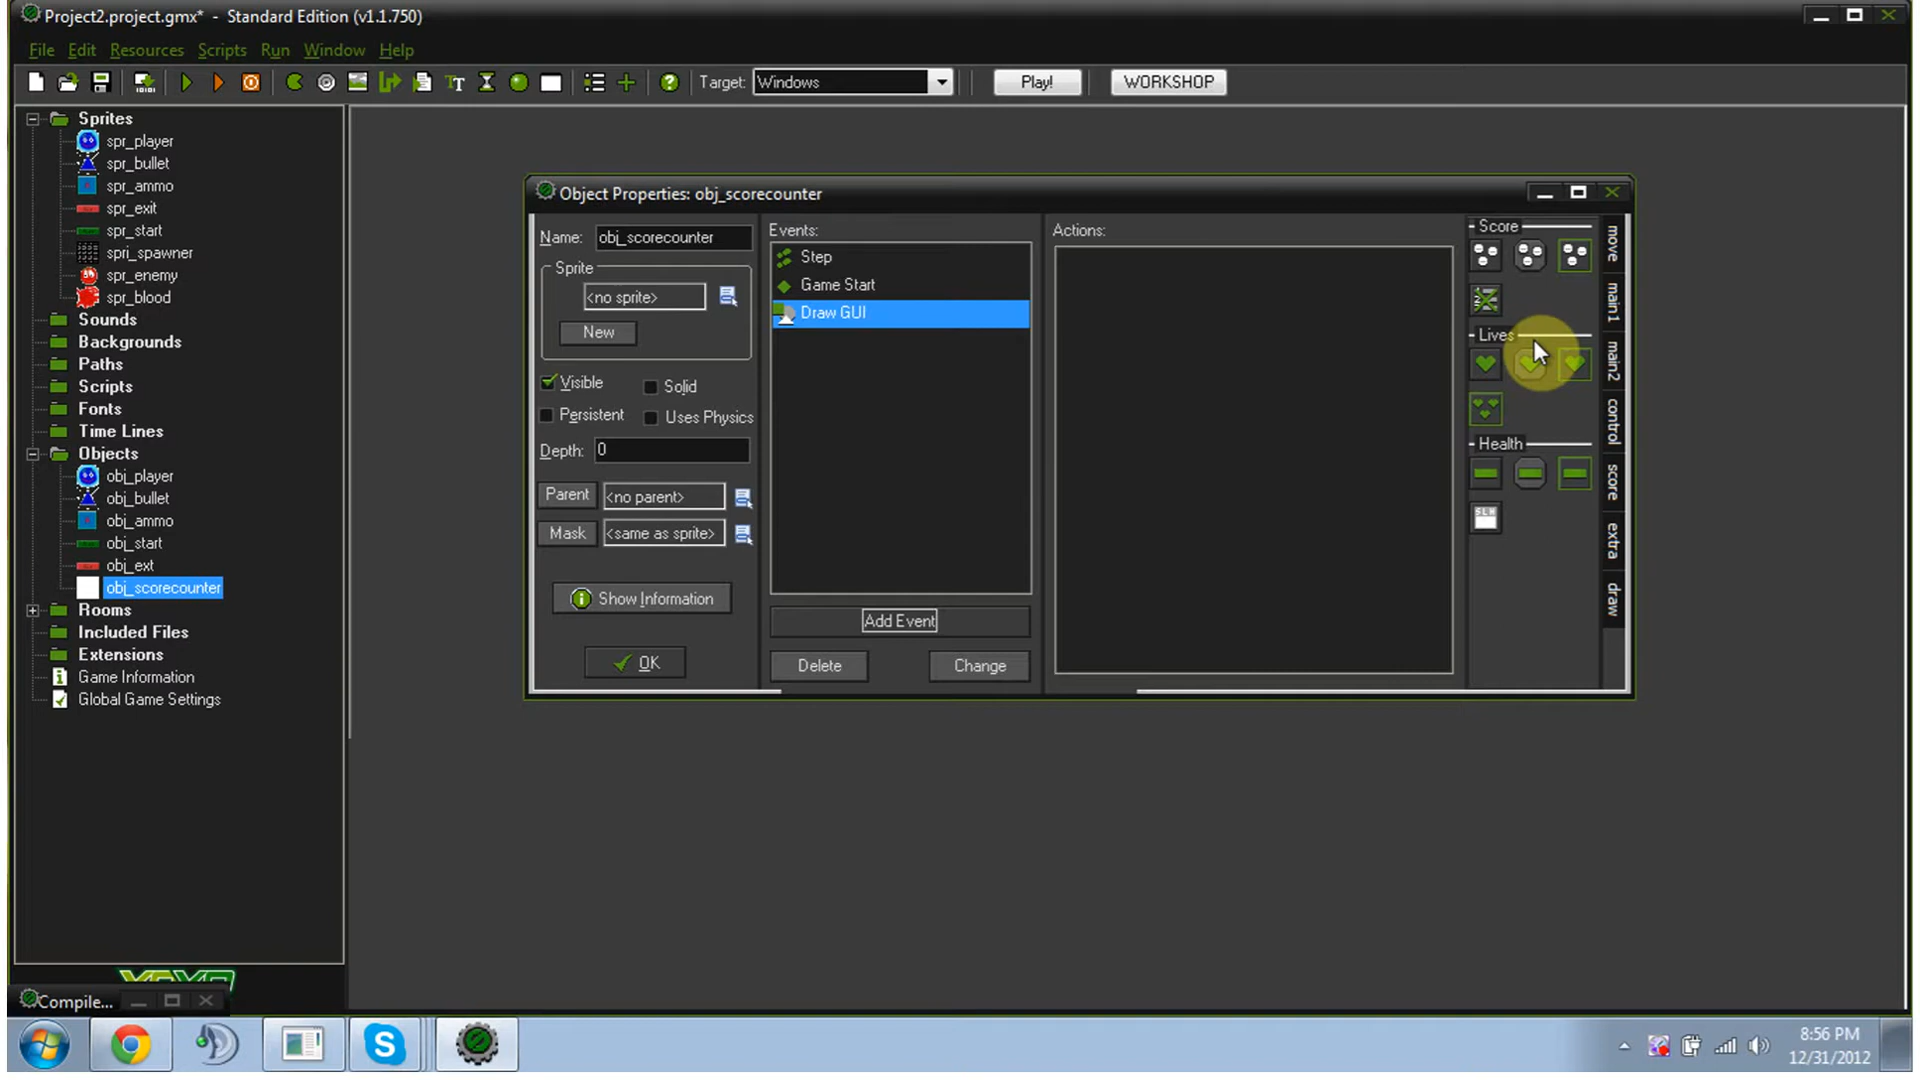 Project2.project.gmx* - Standard Edition (v1.1.750)
File Edit Resources Scripts Run Window Help
Target: Windows Play! WORKSHOP
Sprites
spr_player
spr_bullet
spr_ammo
spr_exit
spr_start
spri_spawner
spr_enemy
spr_blood
Sounds
Backgrounds
Paths
Scripts
Fonts
Time Lines
Objects
obj_player
obj_bullet
obj_ammo
obj_start
obj_ext
obj_scorecounter
Rooms
Included Files
Extensions
Game Information
Global Game Settings
Object Properties: obj_scorecounter
Name: obj_scorecounter
Sprite
<no sprite>
New
Visible Solid
Persistent Uses Physics
Depth: 0
Parent <no parent>
Mask <same as sprite>
Show Information
OK
Events:
Step
Game Start
Draw GUI
Add Event
Delete Change
Actions:
Score
Lives
Health
move
main1
main2
control
score
extra
draw
Compile...
8:56 PM
12/31/2012